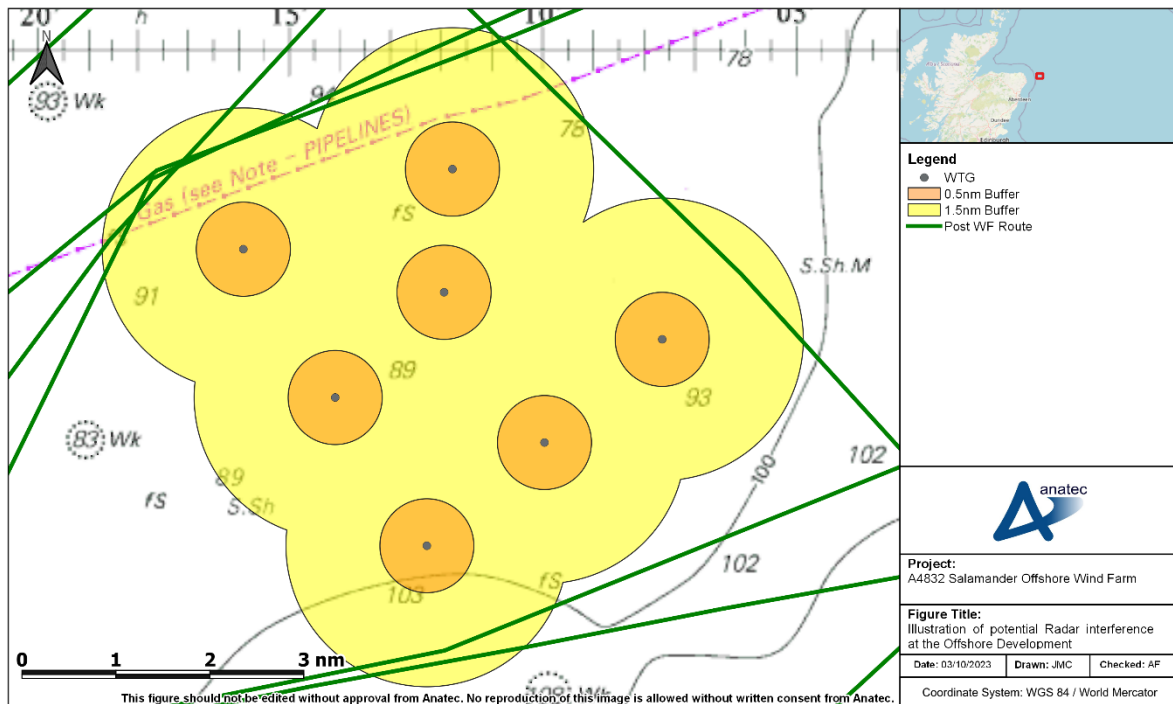 20'
h
15'
10'
05'
N
93 Wk
94
78
78
Gas (see Note - PIPELINES)
fS
S.Sh.M
91
89
93
83 Wk
89
S.Sh
fS
100
102
102
fS
103
0 1 2 3 nm
Wk
This figure should not be edited without approval from Anatec. No reproduction of this image is allowed without written consent from Anatec.
Aberdeen
Dundee
Edinburgh
Legend
WTG
0.5nm Buffer
1.5nm Buffer
Post WF Route
anatec
Project:
A4832 Salamander Offshore Wind Farm
Figure Title:
Illustration of potential Radar interference
at the Offshore Development
Date: 03/10/2023
Drawn: JMC
Checked: AF
Coordinate System: WGS 84 / World Mercator